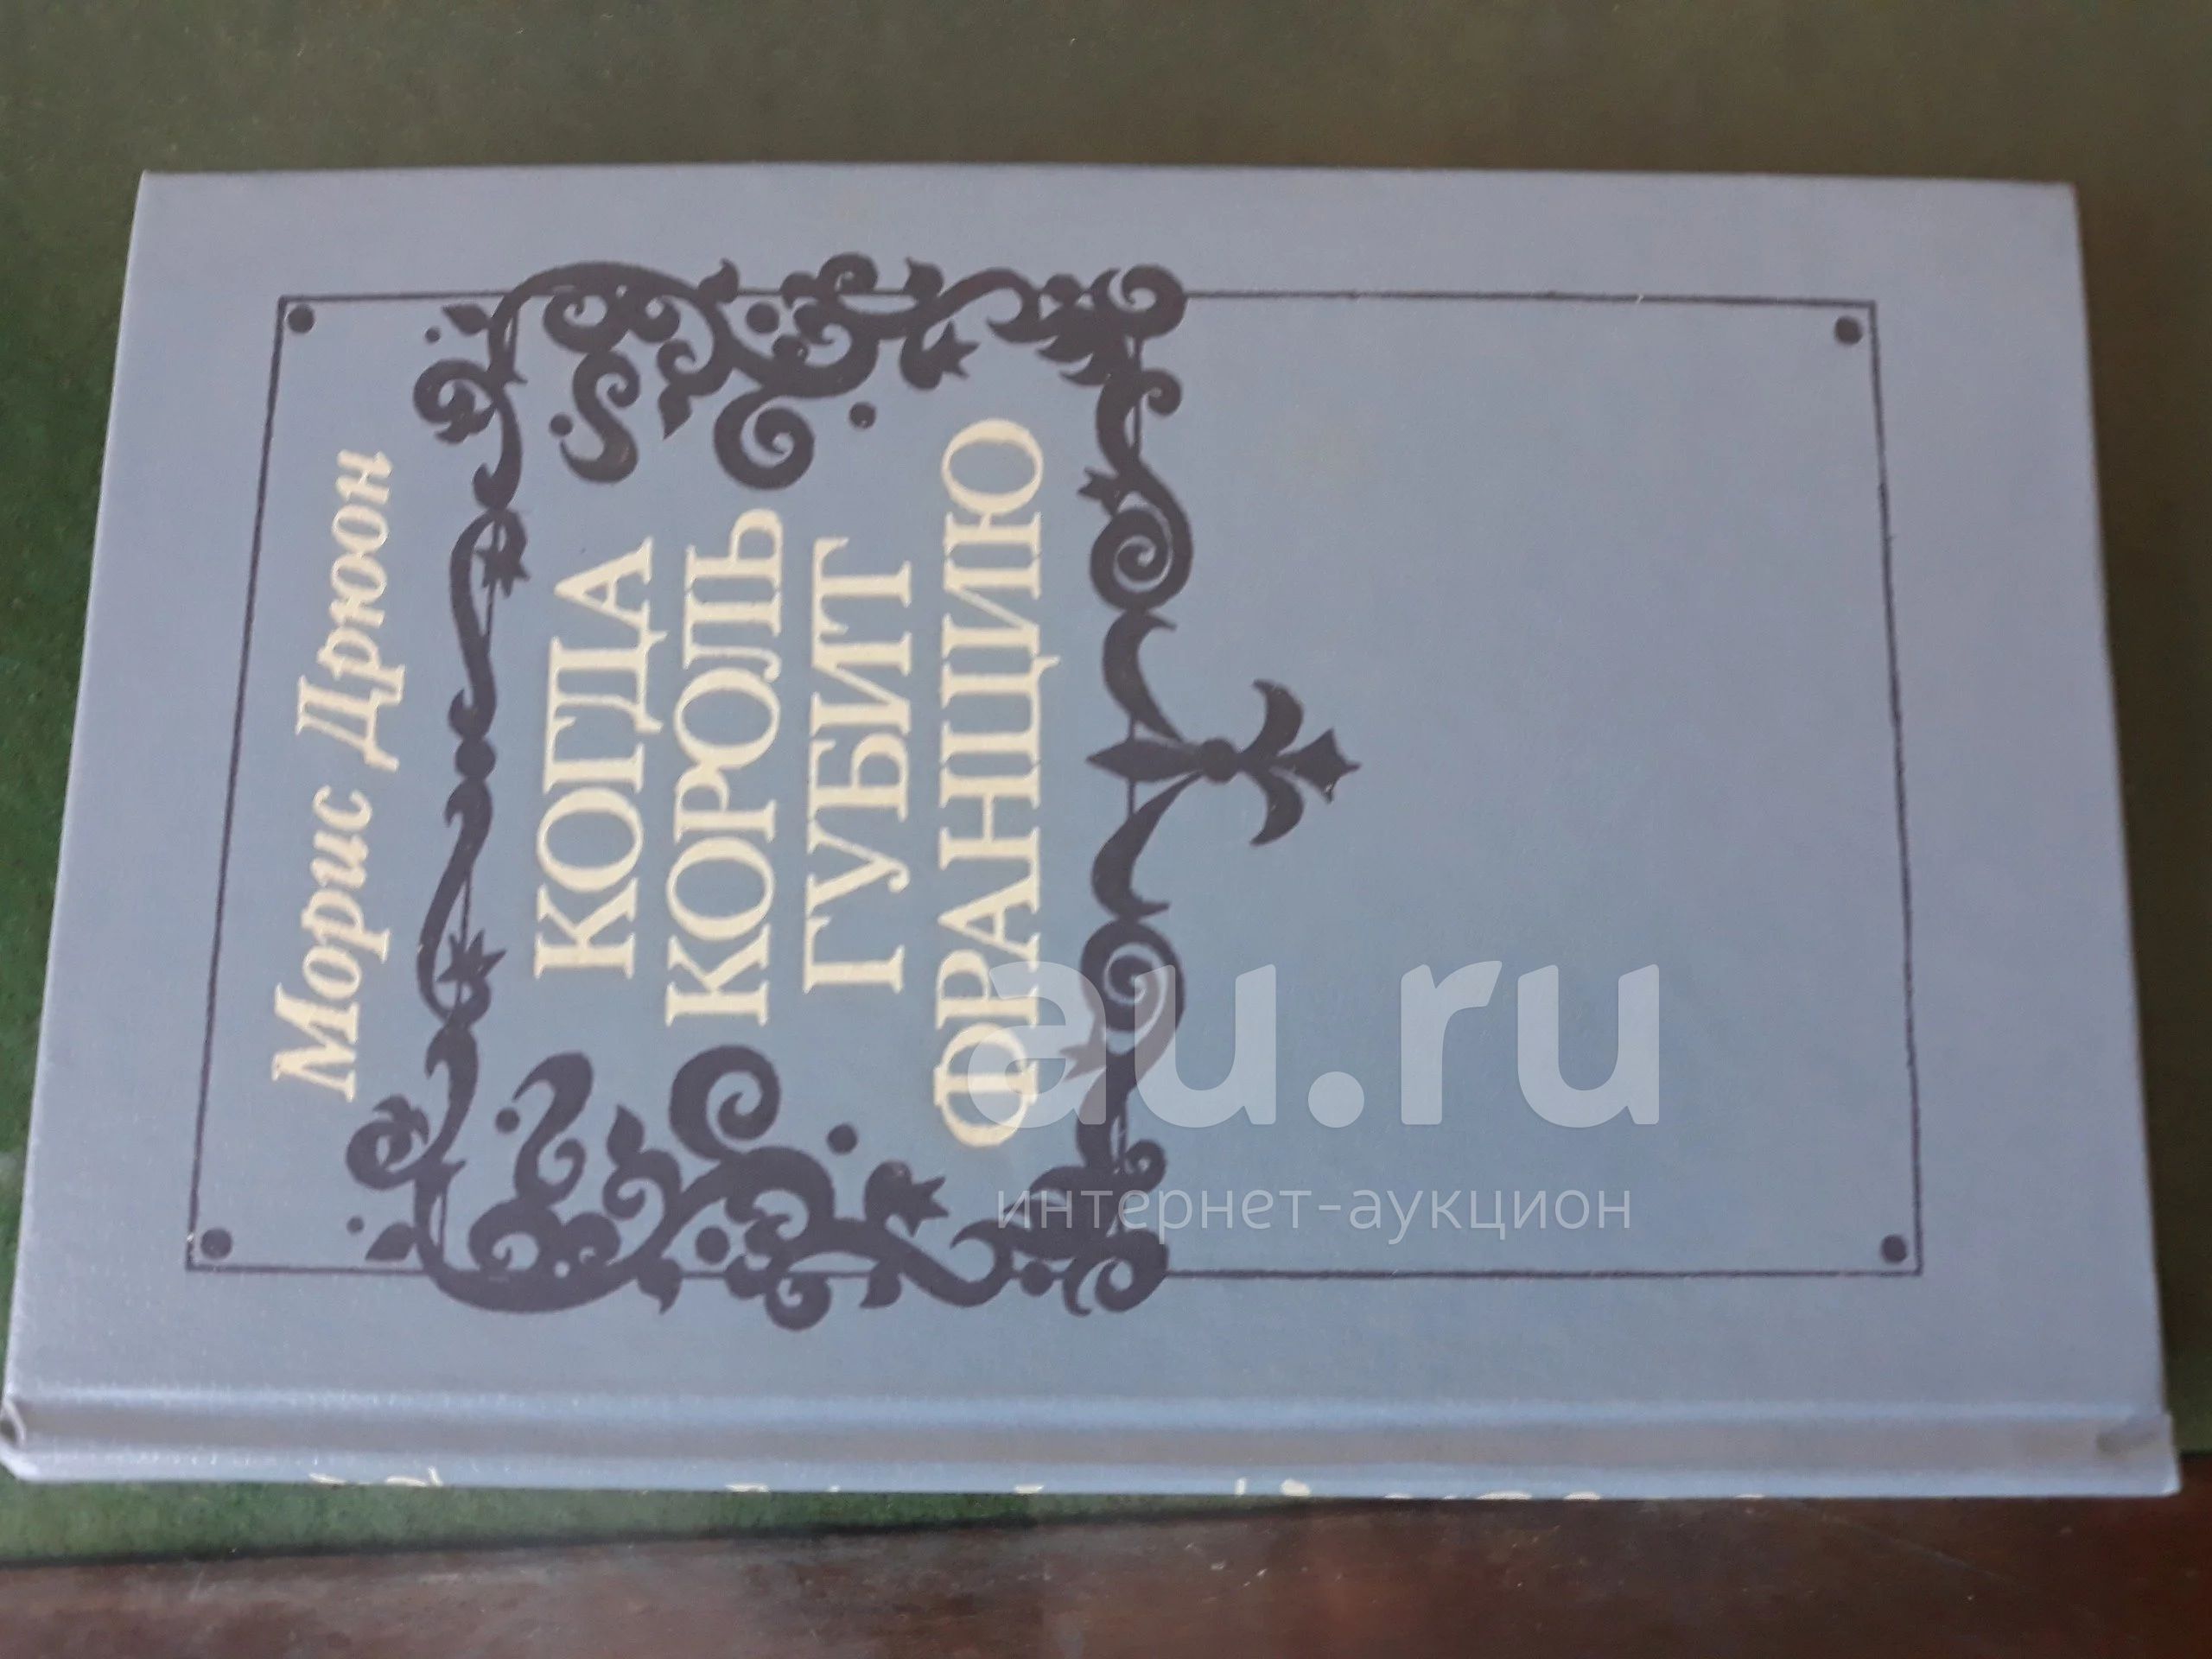 Морис Дрюон
КОГДА
КОРОЛЬ
ГУБИТ
ФРАНЦИЮ
au.ru
интернет-аукцион